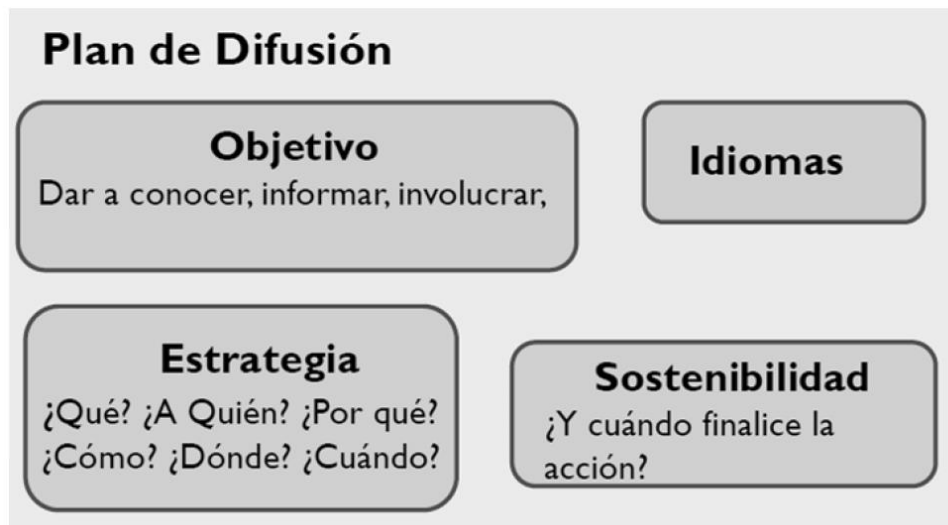 Plan de Difusión
Objetivo
Dar a conocer, informar, involucrar,
Idiomas
Estrategia
¿Qué? ¿A Quién? ¿Por qué?
¿Cómo? ¿Dónde? ¿Cuándo?
Sostenibilidad
¿Y cuándo finalice la
acción?